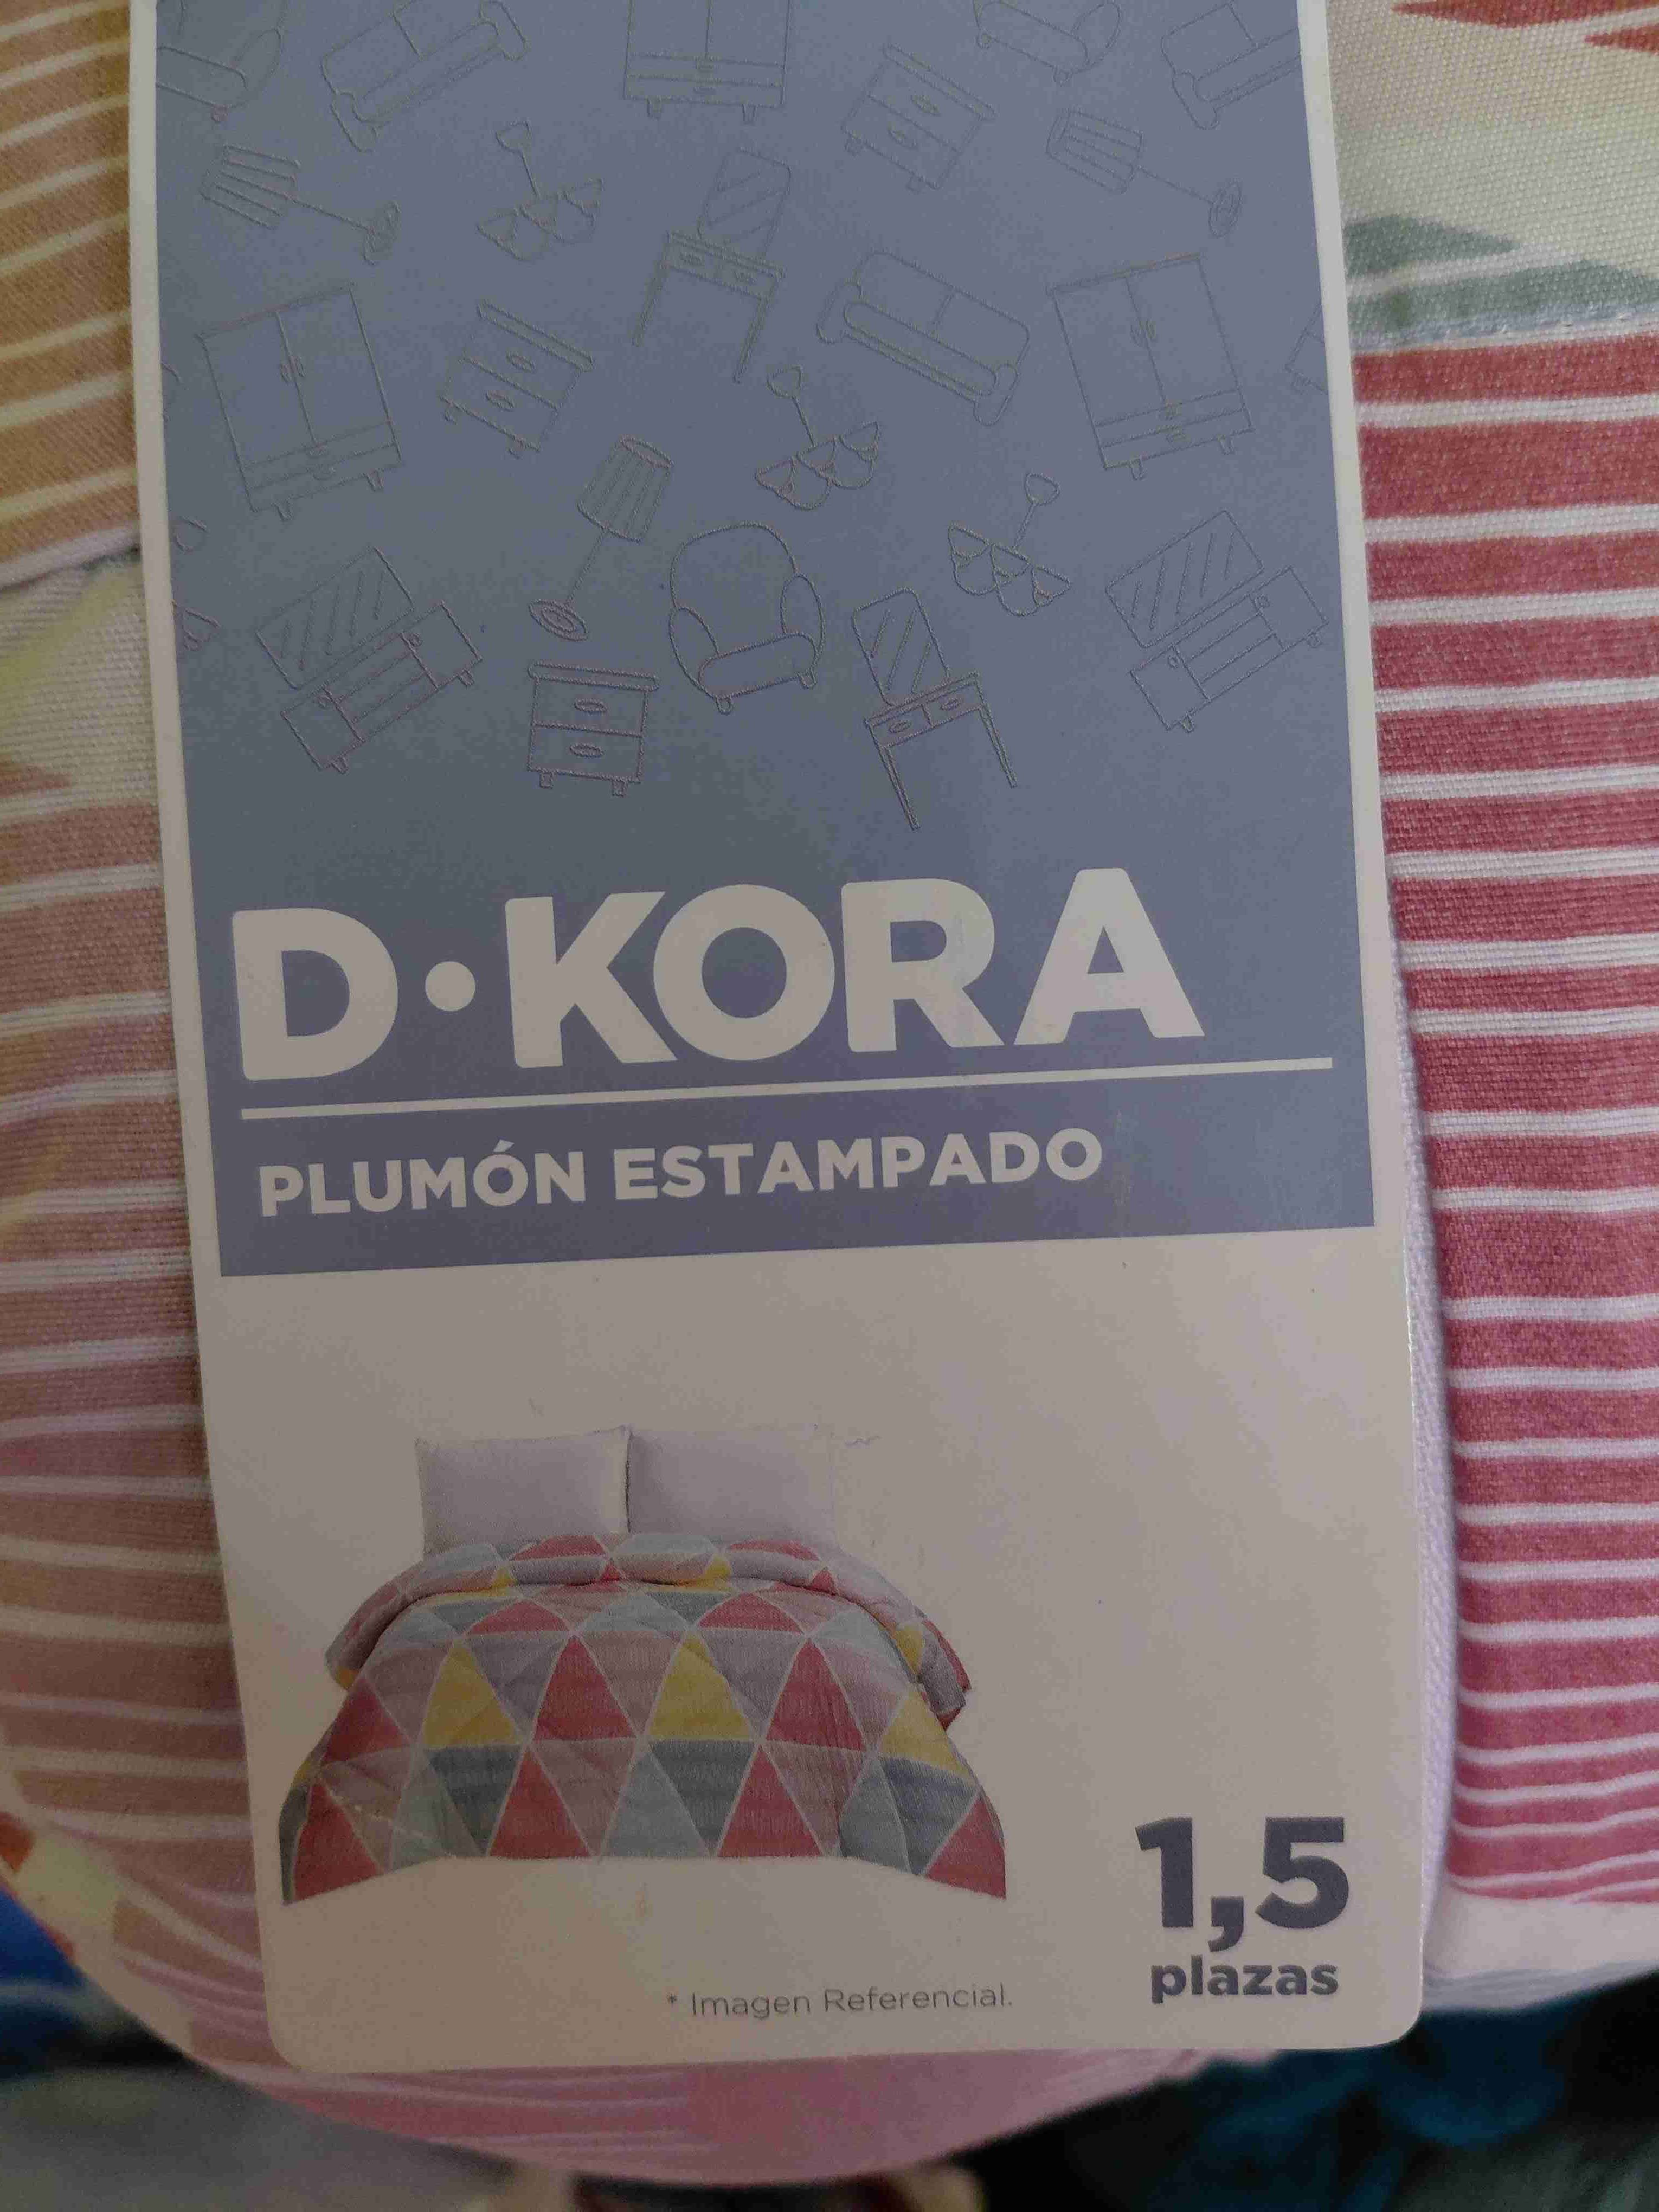 D•KORA
PLUMÓN ESTAMPADO
1,5
plazas
* Imagen Referencial.